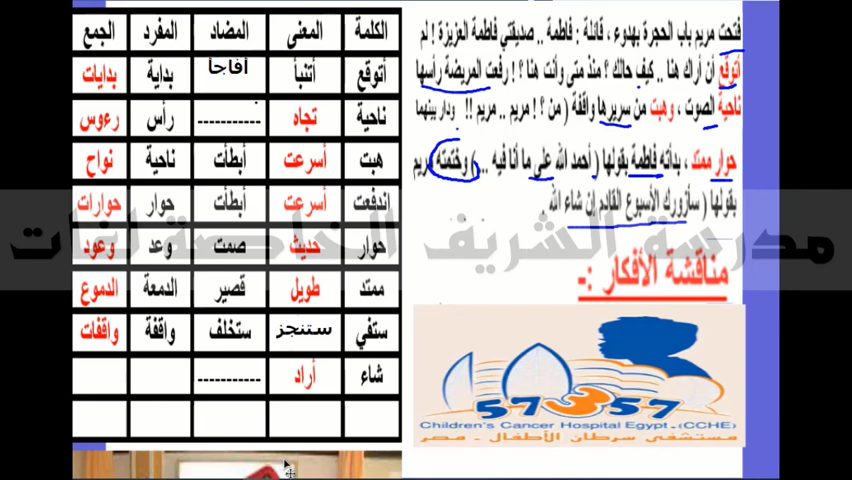 فتحت مريم باب الحجرة بهدوء ، قائلة : فاطمة .. صديقتي فاطمة العزيزة ! لم
أتوقع أن أراك هنا .. كيف حالك ؟ منذ متى وأنت هنا ؟ ! رفعت المريضة رأسها
ناحية الصوت ، وهبت من سريرها واقفة ( من ؟ ! مريم .. مريم !! ودار بينهما
حوار ممتد ، بدأته فاطمة بقولها ( أحمد الله على ما أنا فيه ... ) وختمته مريم
بقولها ( سأزورك الأسبوع القادم إن شاء الله
مناقشة الأفكار :-
57357
Children's Cancer Hospital Egypt - (CCHE)
مستشفى سرطان الأطفال - مصر
الكلمة المعنى المضاد المفرد الجمع
أتوقع أتنبأ أفاجأ بداية بدايات
ناحية تجاه ----------- رأس رءوس
هبت أسرعت أبطأت ناحية نواح
اندفعت أسرعت أبطأت حوار حوارات
حوار حديث صمت وعد وعود
ممتد طويل قصير الدمعة الدموع
ستفي ستنجز ستخلف واقفة واقفات
شاء أراد -----------
مدرسة الشريف الخاصة بنات